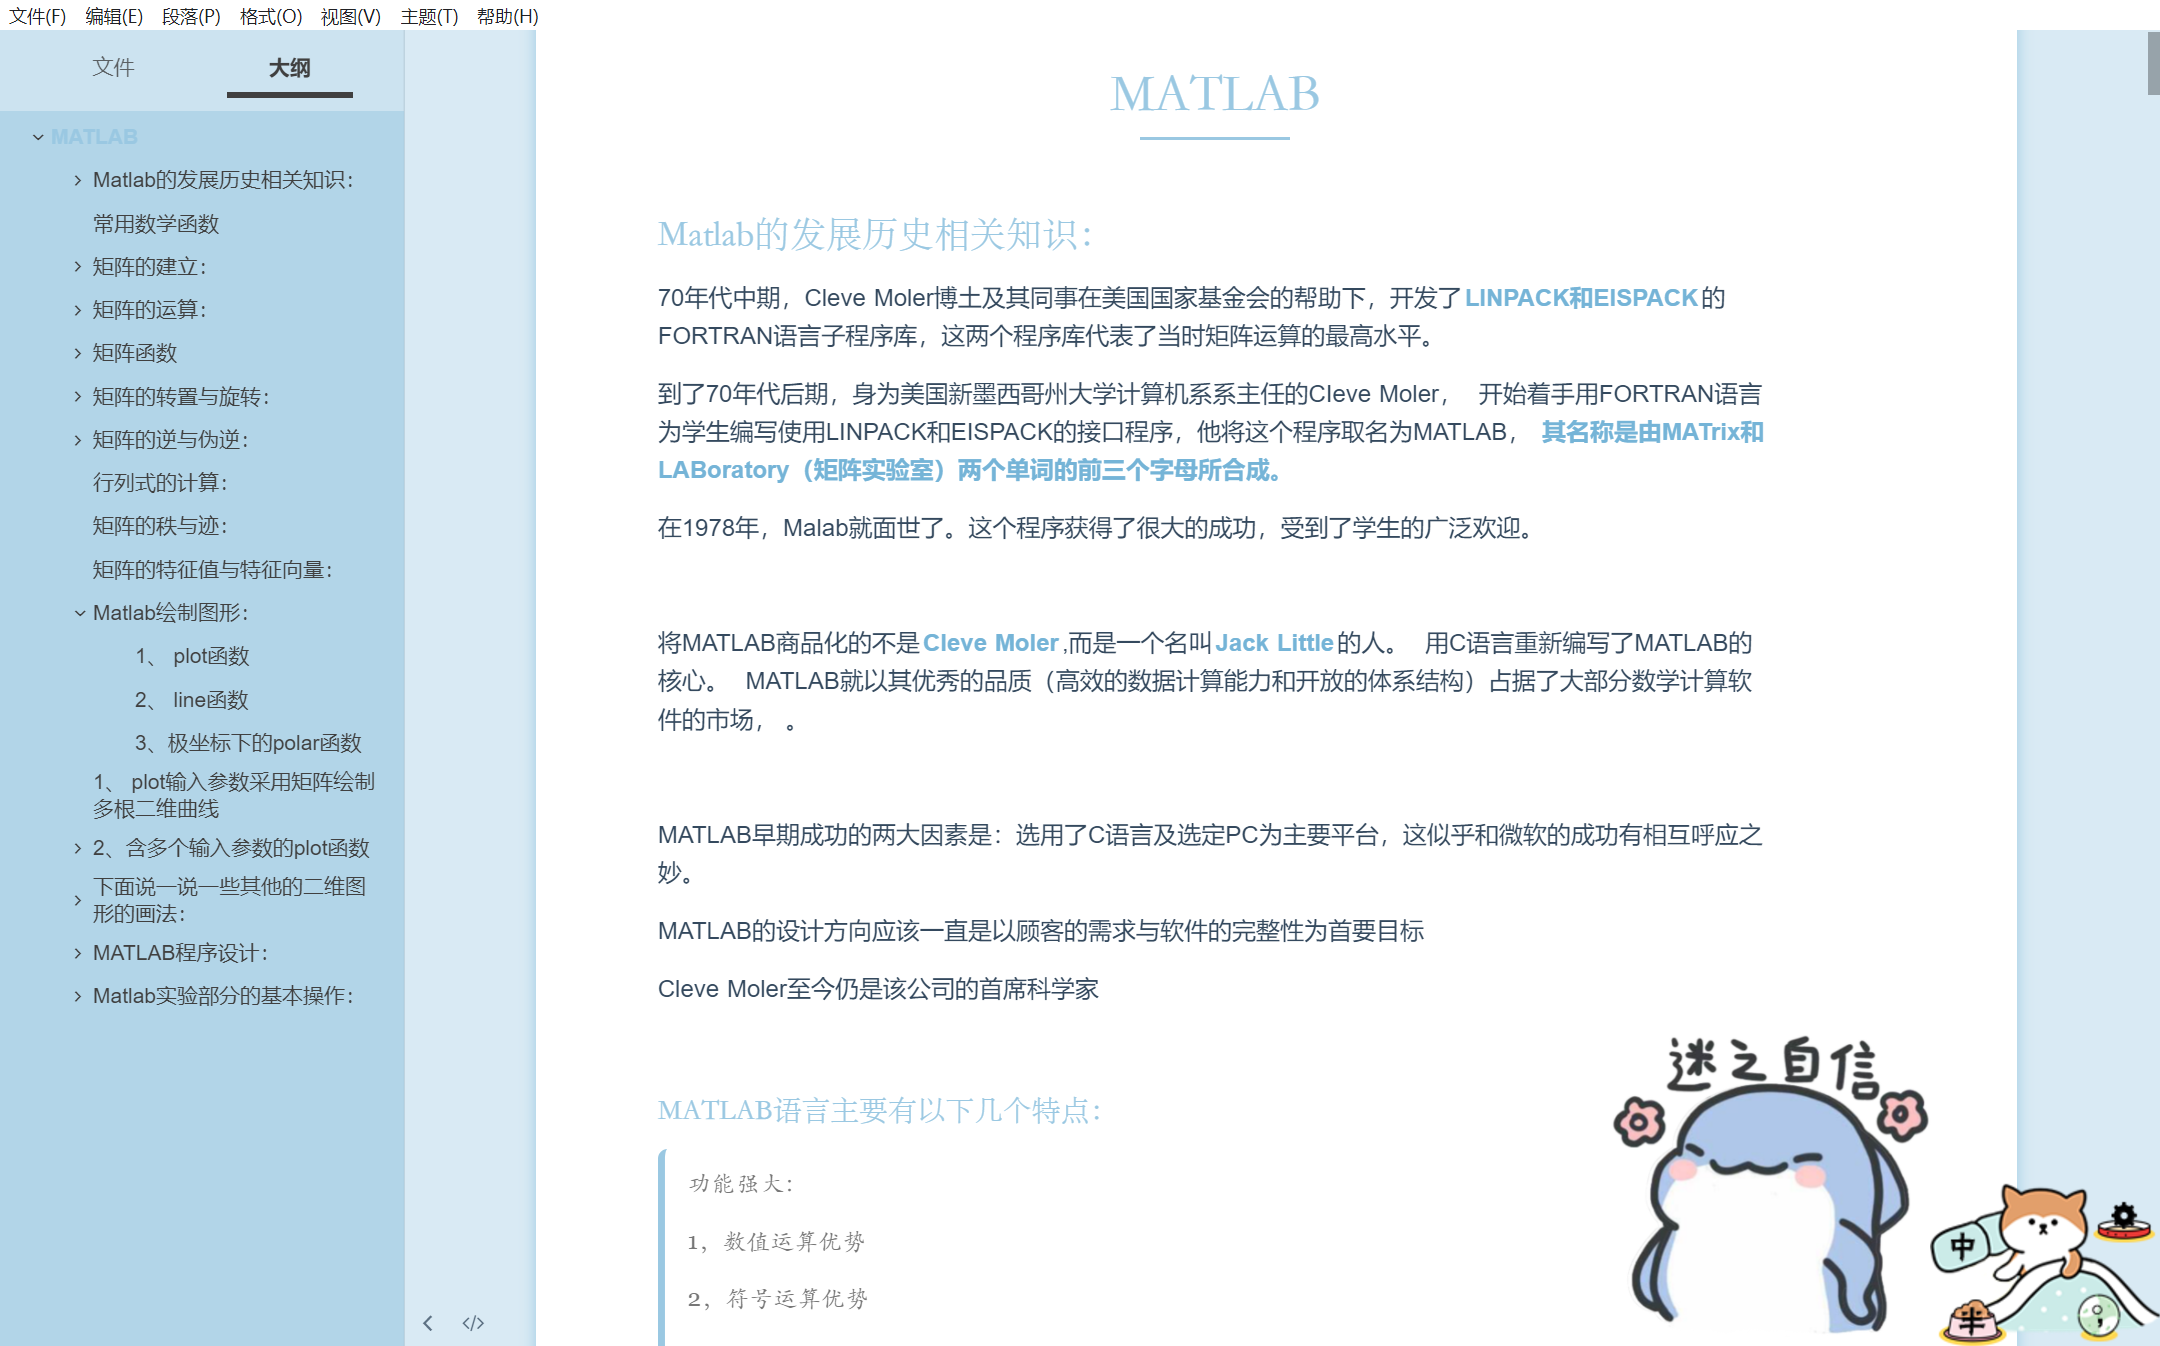 文件(F) 编辑(E) 段落(P) 格式(O) 视图(V) 主题(T) 帮助(H)
文件 大纲
MATLAB
Matlab的发展历史相关知识：
常用数学函数
矩阵的建立：
矩阵的运算：
矩阵函数
矩阵的转置与旋转：
矩阵的逆与伪逆：
行列式的计算：
矩阵的秩与迹：
矩阵的特征值与特征向量：
Matlab绘制图形：
1、 plot函数
2、 line函数
3、极坐标下的polar函数
1、 plot输入参数采用矩阵绘制
多根二维曲线
2、含多个输入参数的plot函数
下面说一说一些其他的二维图
形的画法：
MATLAB程序设计：
Matlab实验部分的基本操作：
MATLAB
Matlab的发展历史相关知识：
70年代中期，Cleve Moler博士及其同事在美国国家基金会的帮助下，开发了LINPACK和EISPACK的
FORTRAN语言子程序库，这两个程序库代表了当时矩阵运算的最高水平。
到了70年代后期，身为美国新墨西哥州大学计算机系系主任的Cleve Moler， 开始着手用FORTRAN语言
为学生编写使用LINPACK和EISPACK的接口程序，他将这个程序取名为MATLAB， 其名称是由MATrix和
LABoratory（矩阵实验室）两个单词的前三个字母所合成。
在1978年，Malab就面世了。这个程序获得了很大的成功，受到了学生的广泛欢迎。
将MATLAB商品化的不是Cleve Moler,而是一个名叫Jack Little的人。 用C语言重新编写了MATLAB的
核心。 MATLAB就以其优秀的品质（高效的数据计算能力和开放的体系结构）占据了大部分数学计算软
件的市场， 。
MATLAB早期成功的两大因素是：选用了C语言及选定PC为主要平台，这似乎和微软的成功有相互呼应之
妙。
MATLAB的设计方向应该一直是以顾客的需求与软件的完整性为首要目标
Cleve Moler至今仍是该公司的首席科学家
MATLAB语言主要有以下几个特点：
功能强大：
1，数值运算优势
2，符号运算优势
迷之自信
中
半